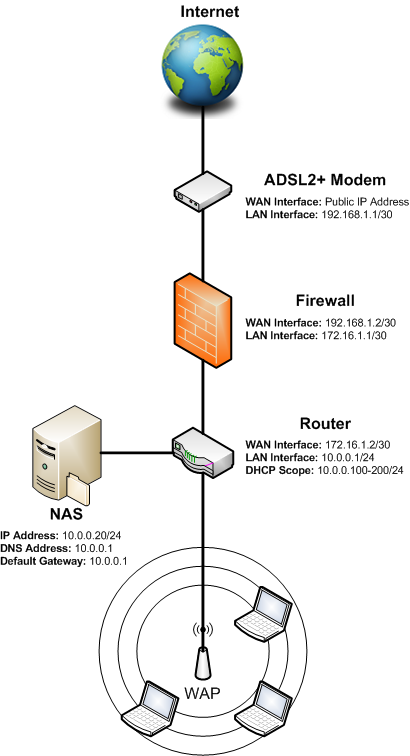 Internet
ADSL2+ Modem
WAN Interface: Public IP Address
LAN Interface: 192.168.1.1/30
Firewall
WAN Interface: 192.168.1.2/30
LAN Interface: 172.16.1.1/30
Router
WAN Interface: 172.16.1.2/30
LAN Interface: 10.0.0.1/24
DHCP Scope: 10.0.0.100-200/24
NAS
IP Address: 10.0.0.20/24
DNS Address: 10.0.0.1
Default Gateway: 10.0.0.1
WAP